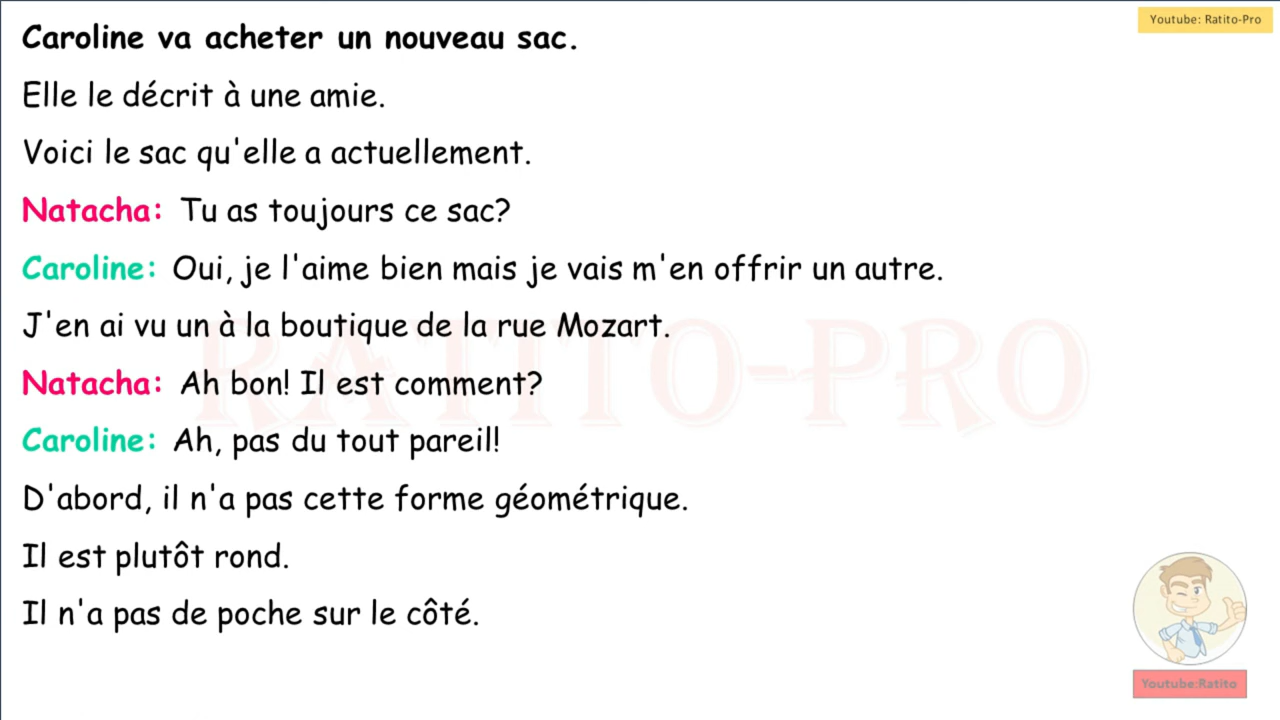 Youtube: Ratito-Pro
Caroline va acheter un nouveau sac.
Elle le décrit à une amie.
Voici le sac qu'elle a actuellement.
Natacha: Tu as toujours ce sac?
Caroline: Oui, je l'aime bien mais je vais m'en offrir un autre.
J'en ai vu un à la boutique de la rue Mozart.
RATITO-PRO
Natacha: Ah bon! Il est comment?
Caroline: Ah, pas du tout pareil!
D'abord, il n'a pas cette forme géométrique.
Il est plutôt rond.
Il n'a pas de poche sur le côté.
Youtube:Ratito